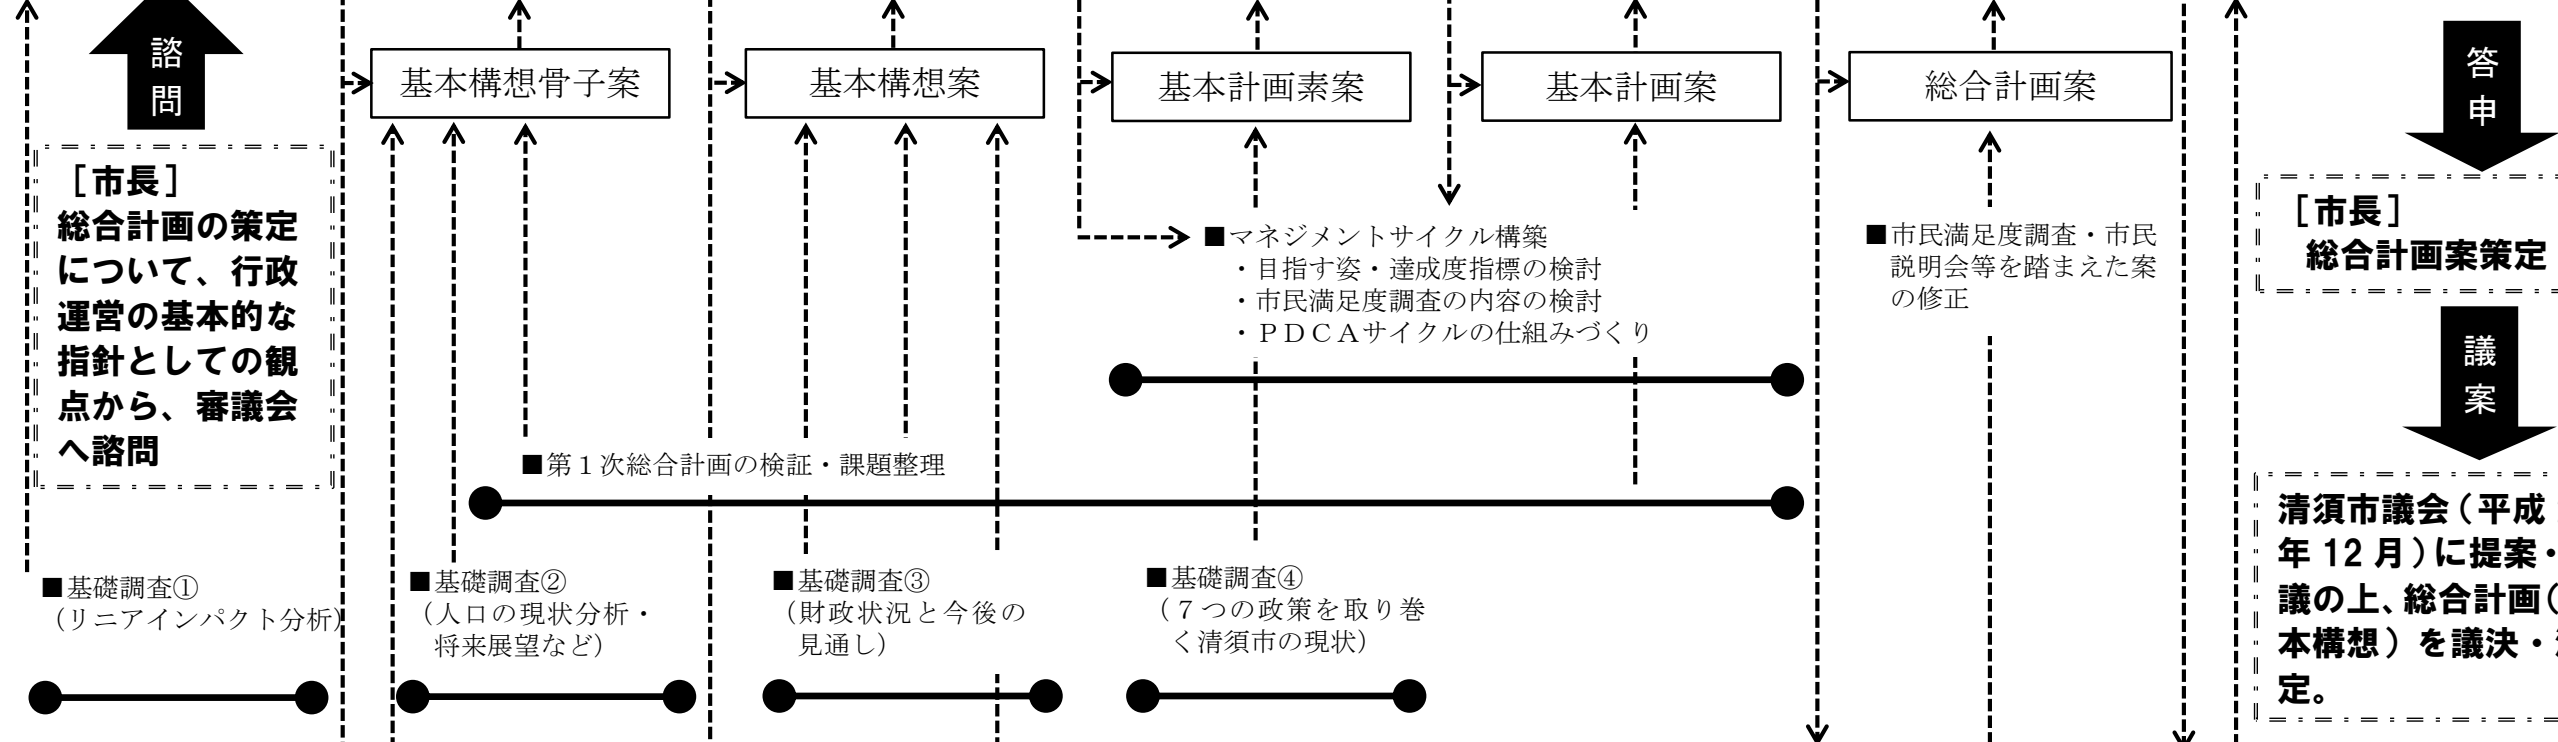 諮問
基本構想骨子案
基本構想案
基本計画素案
基本計画案
総合計画案
答申
［市長］
総合計画の策定
について、行政
運営の基本的な
指針としての観
点から、審議会
へ諮問
■マネジメントサイクル構築
・目指す姿・達成度指標の検討
・市民満足度調査の内容の検討
・ＰＤＣＡサイクルの仕組みづくり
■市民満足度調査・市民
説明会等を踏まえた案
の修正
［市長］
総合計画案策定
議案
■第１次総合計画の検証・課題整理
清須市議会（平成
年 12 月）に提案・
議の上、総合計画（
本構想）を議決・
定。
■基礎調査①
（リニアインパクト分析）
■基礎調査②
（人口の現状分析・
将来展望など）
■基礎調査③
（財政状況と今後の
見通し）
■基礎調査④
（７つの政策を取り巻
く清須市の現状）